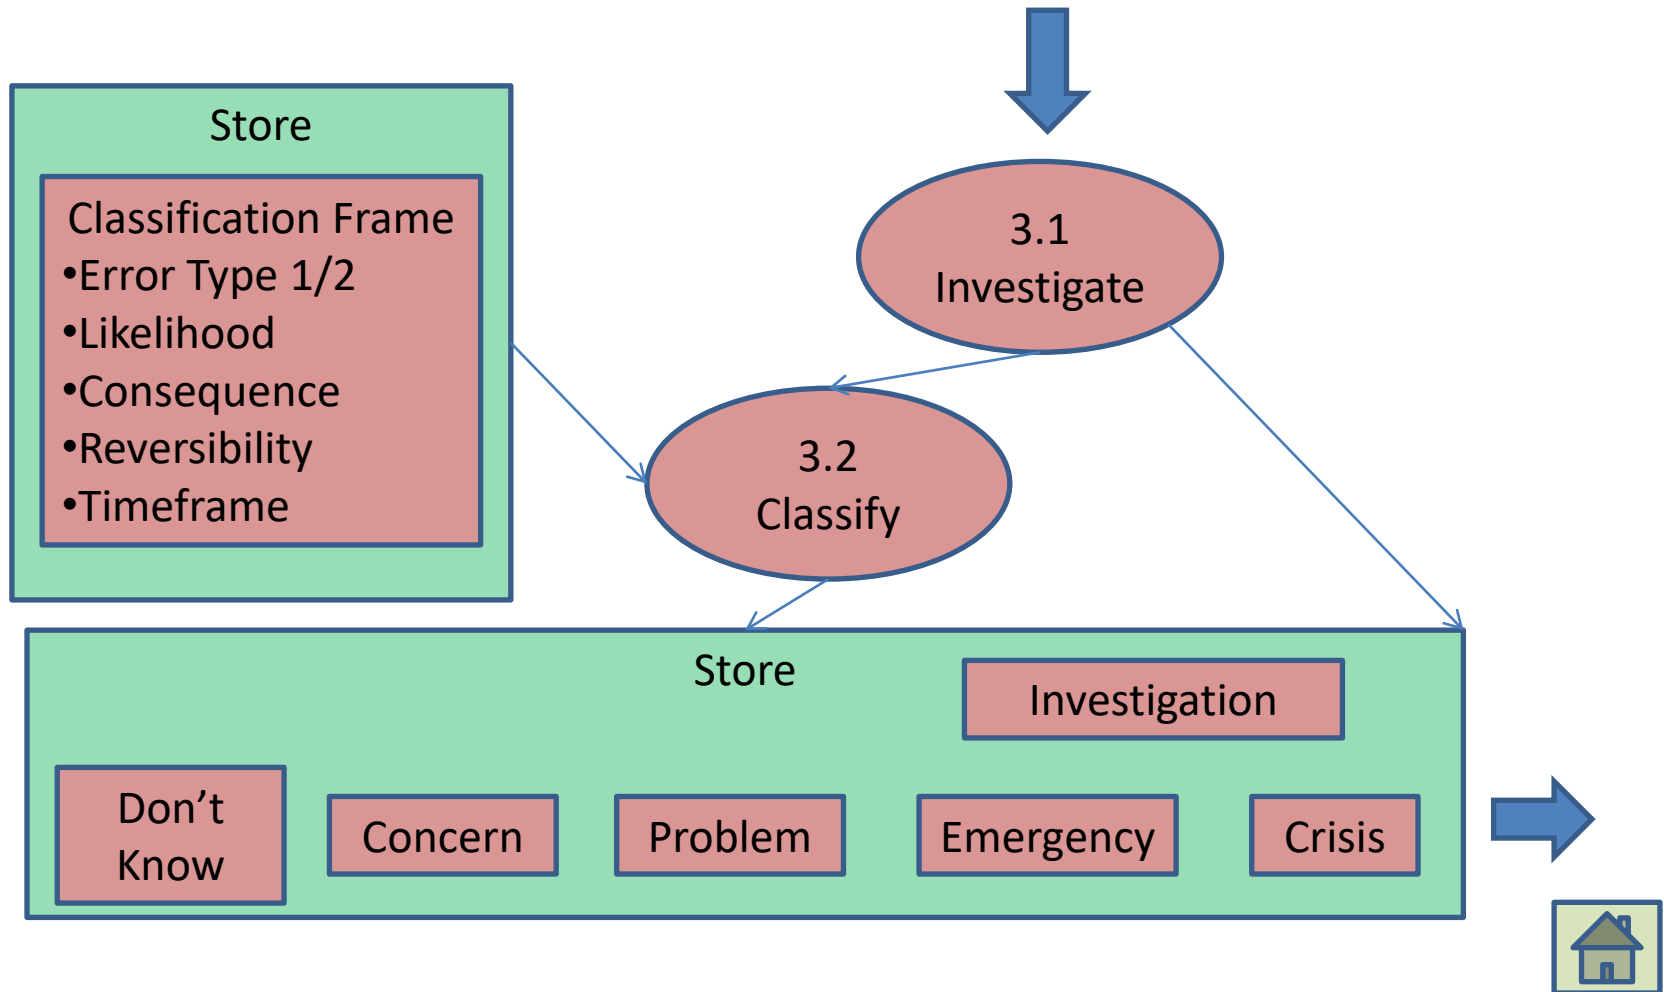 Store
Classification Frame
•Error Type 1/2
•Likelihood
•Consequence
•Reversibility
•Timeframe
3.1
Investigate
3.2
Classify
Store
Investigation
Don’t
Know
Concern
Problem
Emergency
Crisis